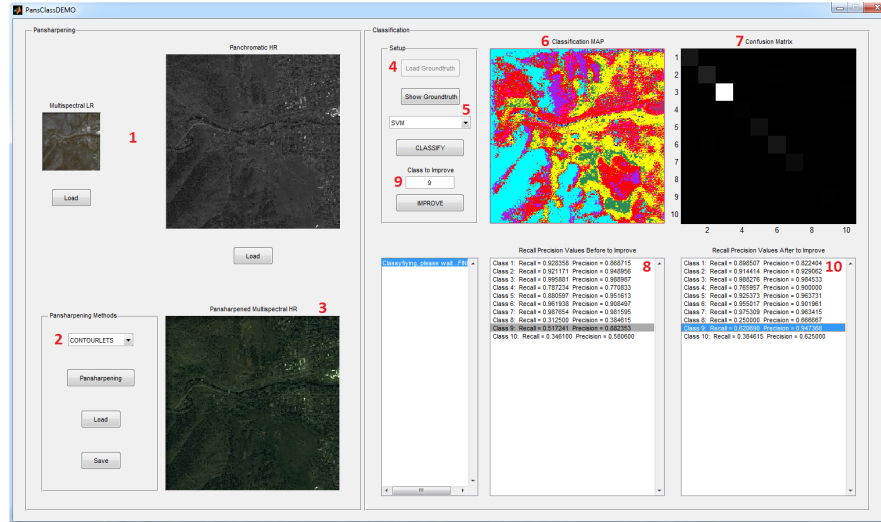 PansClassDEMO
Pansharpening
Panchromatic HR
Multispectral LR
1
Load
Load
Pansharpening Methods
2
CONTOURLETS
Pansharpening
Load
Save
Pansharpened Multispectral HR
3
Classification
Setup
4
Load Groundtruth
Show Groundtruth
5
SVM
CLASSIFY
Class to Improve
9
9
IMPROVE
6
Classification MAP
7
Confusion Matrix
1
2
3
4
5
6
7
8
9
10
2 4 6 8 10
Classyfiying, please wait...FINI
Recall Precision Values Before to Improve
8
Class 1: Recall = 0.928358 Precision = 0.868715
Class 2: Recall = 0.921171 Precision = 0.948956
Class 3: Recall = 0.995881 Precision = 0.988987
Class 4: Recall = 0.787234 Precision = 0.770833
Class 5: Recall = 0.880597 Precision = 0.951613
Class 6: Recall = 0.961938 Precision = 0.908497
Class 7: Recall = 0.987654 Precision = 0.981595
Class 8: Recall = 0.312500 Precision = 0.384615
Class 9: Recall = 0.517241 Precision = 0.882353
Class 10: Recall = 0.346100 Precision = 0.580600
Recall Precision Values After to Improve
10
Class 1: Recall = 0.898507 Precision = 0.822404
Class 2: Recall = 0.914414 Precision = 0.929062
Class 3: Recall = 0.988276 Precision = 0.984533
Class 4: Recall = 0.765957 Precision = 0.900000
Class 5: Recall = 0.925373 Precision = 0.963731
Class 6: Recall = 0.955017 Precision = 0.901961
Class 7: Recall = 0.975309 Precision = 0.963415
Class 8: Recall = 0.250000 Precision = 0.666667
Class 9: Recall = 0.620690 Precision = 0.947368
Class 10: Recall = 0.384615 Precision = 0.625000